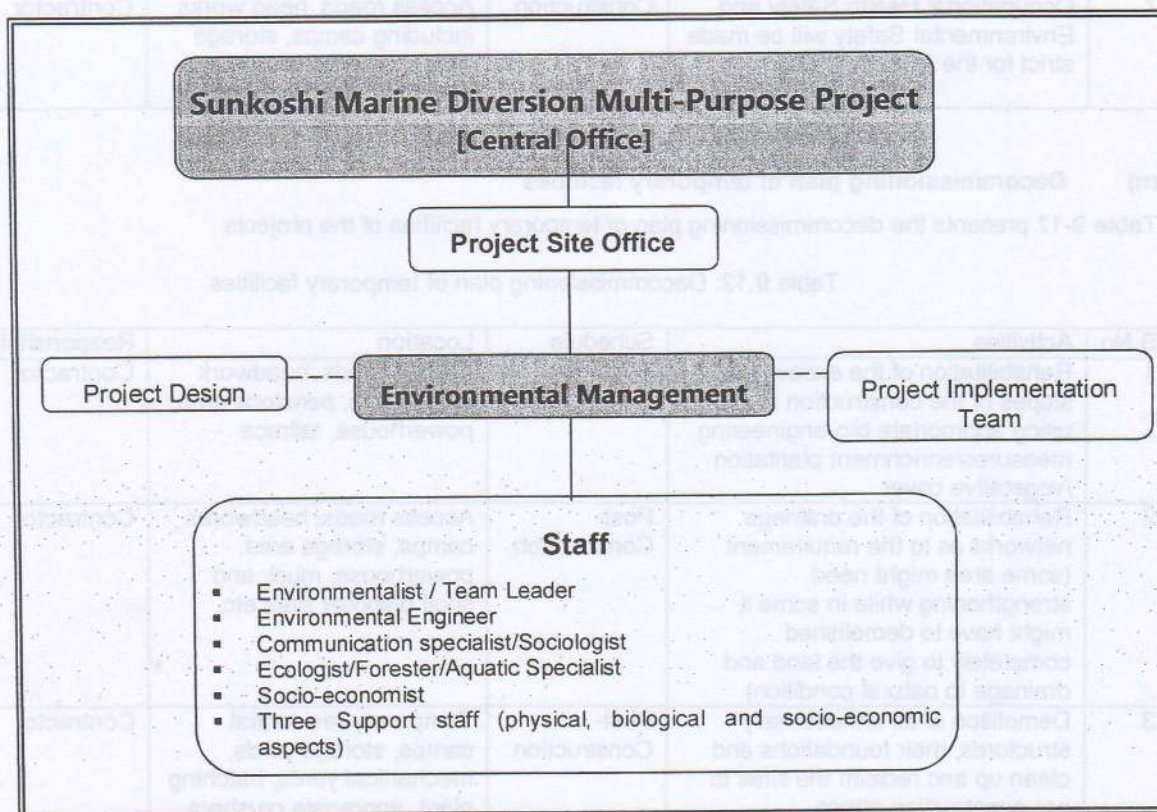 Sunkoshi Marine Diversion Multi-Purpose Project
[Central Office]
Project Site Office
Project Design
Environmental Management
Project Implementation
Team
Staff
▪ Environmentalist / Team Leader
▪ Environmental Engineer
▪ Communication specialist/Sociologist
▪ Ecologist/Forester/Aquatic Specialist
▪ Socio-economist
▪ Three Support staff (physical, biological and socio-economic
aspects)